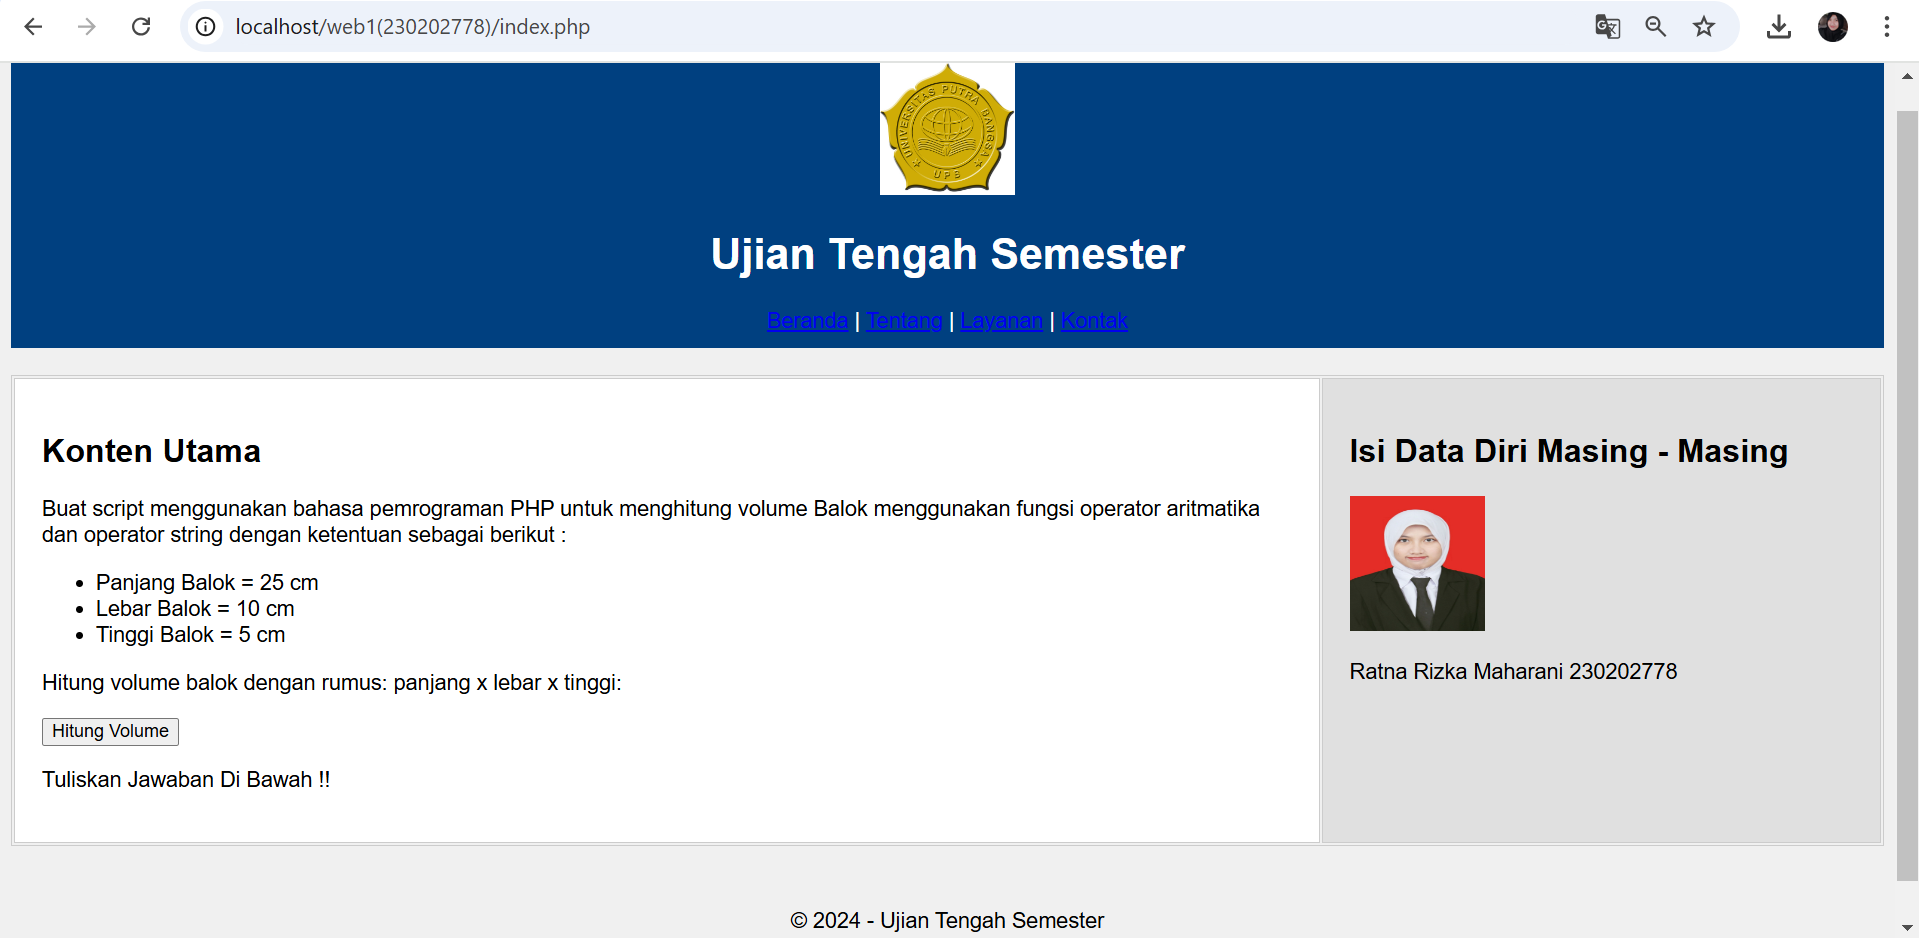 localhost/web1(230202778)/index.php
UNIVERSITAS PUTRA BANGSA
UPB
Ujian Tengah Semester
Beranda | Tentang | Layanan | Kontak
Konten Utama
Buat script menggunakan bahasa pemrograman PHP untuk menghitung volume Balok menggunakan fungsi operator aritmatika
dan operator string dengan ketentuan sebagai berikut :
• Panjang Balok = 25 cm
• Lebar Balok = 10 cm
• Tinggi Balok = 5 cm
Hitung volume balok dengan rumus: panjang x lebar x tinggi:
Hitung Volume
Tuliskan Jawaban Di Bawah !!
Isi Data Diri Masing - Masing
Ratna Rizka Maharani 230202778
© 2024 - Ujian Tengah Semester